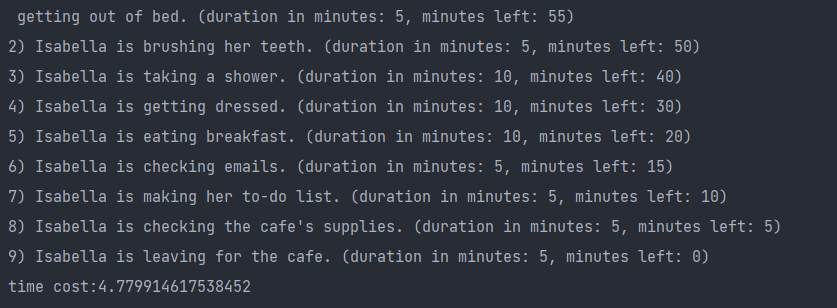 getting out of bed. (duration in minutes: 5, minutes left: 55)
2) Isabella is brushing her teeth. (duration in minutes: 5, minutes left: 50)
3) Isabella is taking a shower. (duration in minutes: 10, minutes left: 40)
4) Isabella is getting dressed. (duration in minutes: 10, minutes left: 30)
5) Isabella is eating breakfast. (duration in minutes: 10, minutes left: 20)
6) Isabella is checking emails. (duration in minutes: 5, minutes left: 15)
7) Isabella is making her to-do list. (duration in minutes: 5, minutes left: 10)
8) Isabella is checking the cafe's supplies. (duration in minutes: 5, minutes left: 5)
9) Isabella is leaving for the cafe. (duration in minutes: 5, minutes left: 0)
time cost:4.779914617538452